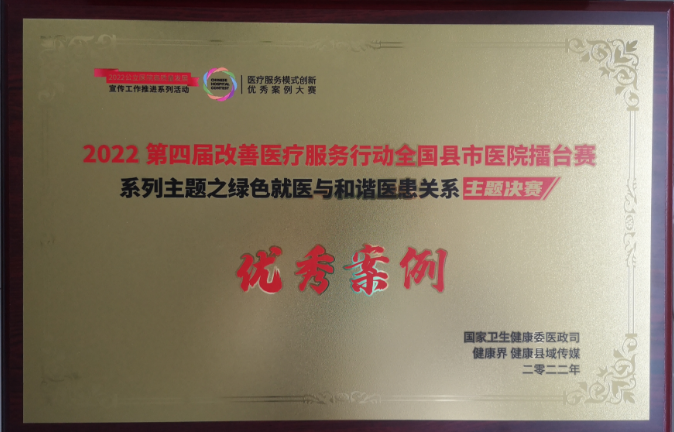 宣传工作推进系列活动
医疗服务模式创新
优秀案例大赛
2022 第四届改善医疗服务行动全国县市医院擂台赛
系列主题之绿色就医与和谐医患关系 主题决赛
优秀案例
国家卫生健康委医政司
健康界 健康县域传媒
二零二二年